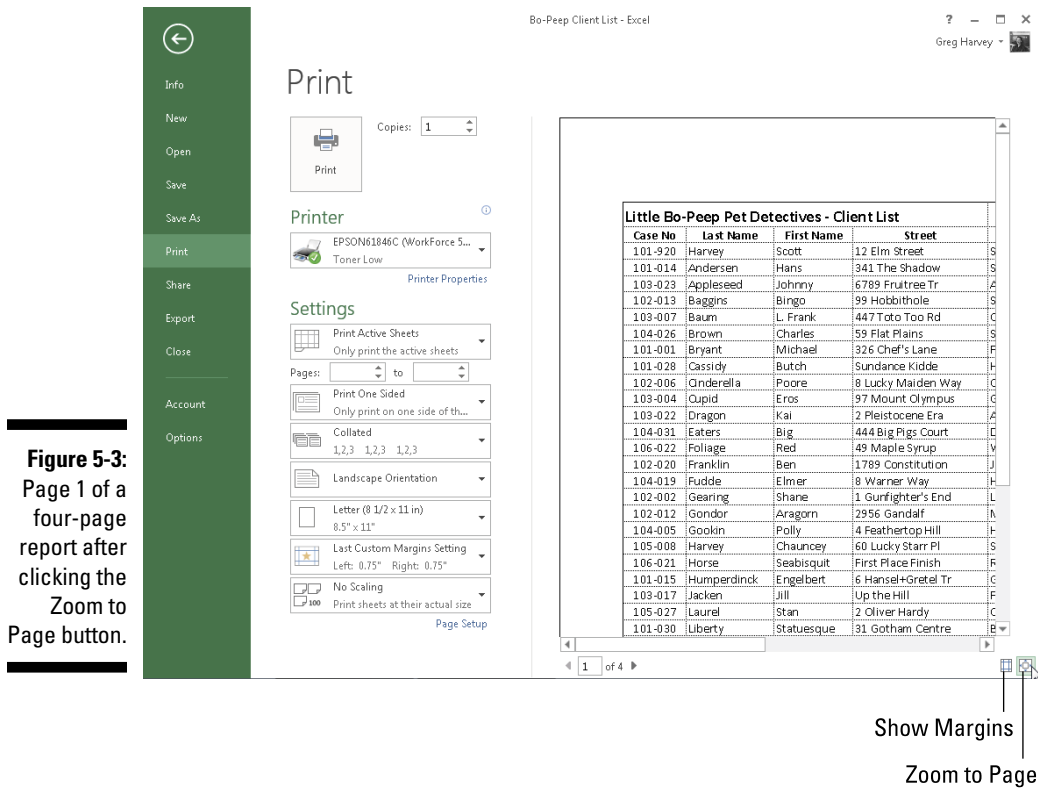 Bo-Peep Client List - Excel
?
Greg Harvey
Info
New
Open
Save
Save As
Print
Share
Export
Close
Account
Options
Print
Print
Copies: 1
Printer
EPSON61846C (WorkForce 5...
Toner Low
Printer Properties
Settings
Print Active Sheets
Only print the active sheets
Pages: to
Print One Sided
Only print on one side of th...
Collated
1,2,3 1,2,3 1,2,3
Landscape Orientation
Letter (8 1/2 x 11 in)
8.5" x 11"
Last Custom Margins Setting
Left: 0.75" Right: 0.75"
No Scaling
100 Print sheets at their actual size
Page Setup
Little Bo-Peep Pet Detectives - Client List
Case No Last Name First Name Street
101-920 Harvey Scott 12 Elm Street S
101-014 Andersen Hans 341 The Shadow S
103-023 Appleseed Johnny 6789 Fruitree Tr A
102-013 Baggins Bingo 99 Hobbithole S
103-007 Baum L. Frank 447 Toto Too Rd
104-026 Brown Charles 59 Flat Plains S
101-001 Bryant Michael 326 Chef's Lane
101-028 Cassidy Butch Sundance Kidde
102-006 Cinderella Poore 8 Lucky Maiden Way
103-004 Cupid Eros 97 Mount Olympus
103-022 Dragon Kai 2 Pleistocene Era
104-031 Eaters Big 444 Big Pigs Court
106-022 Foliage Red 49 Maple Syrup
102-020 Franklin Ben 1789 Constitution J
104-019 Fudde Elmer 8 Warner Way
102-002 Gearing Shane 1 Gunfighter's End L
102-012 Gondor Aragorn 2956 Gandalf
104-005 Gookin Polly 4 Feathertop Hill
105-008 Harvey Chauncey 60 Lucky Starr Pl S
106-021 Horse Seabisquit First Place Finish
101-015 Humperdinck Engelbert 6 Hansel+Gretel Tr
103-017 Jacken Jill Up the Hill
105-027 Laurel Stan 2 Oliver Hardy
101-030 Liberty Statuesque 31 Gotham Centre
1 of 4
Show Margins
Zoom to Page
Figure 5-3:
Page 1 of a
four-page
report after
clicking the
Zoom to
Page button.